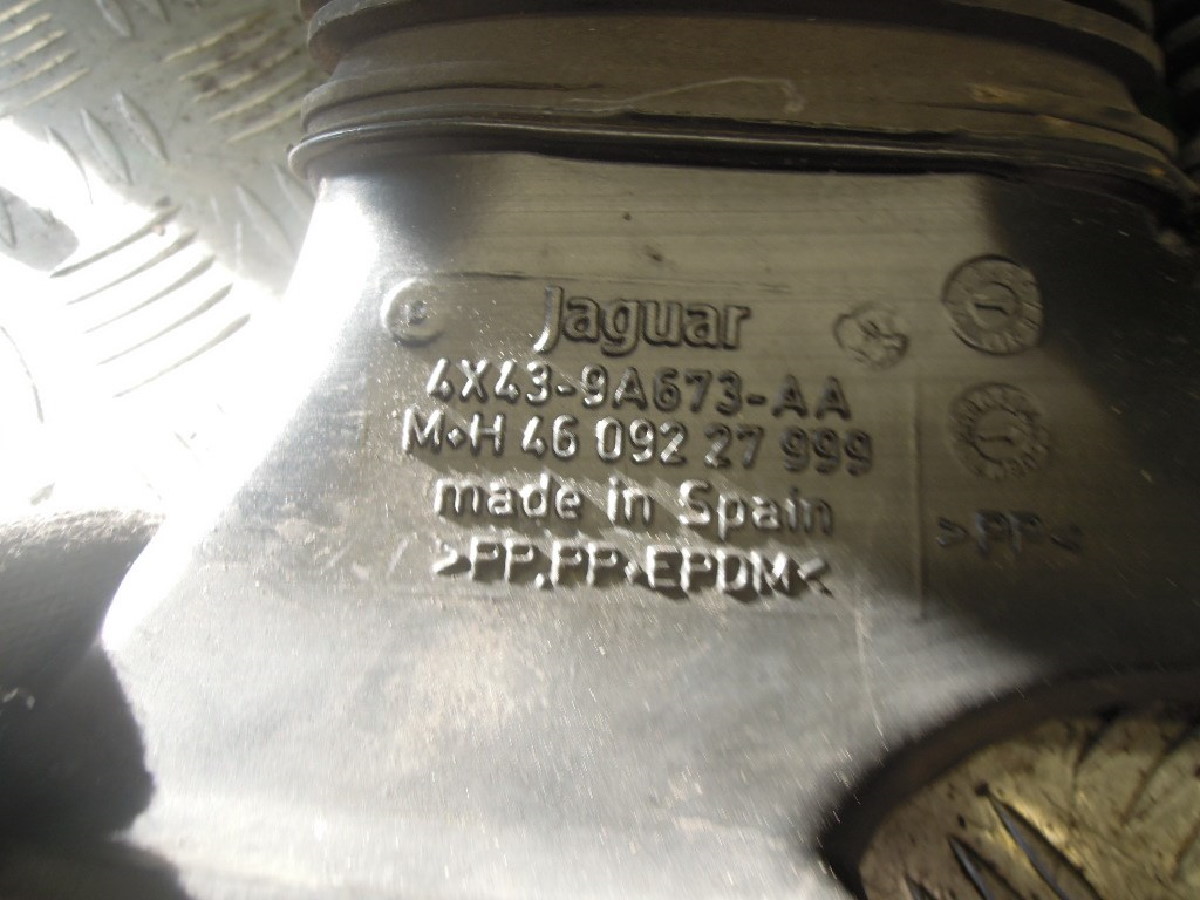 Jaguar
4X43-9A673-AA
M+H 46 092 27 999
made in Spain
>PP,PP+EPDM<
>PP<